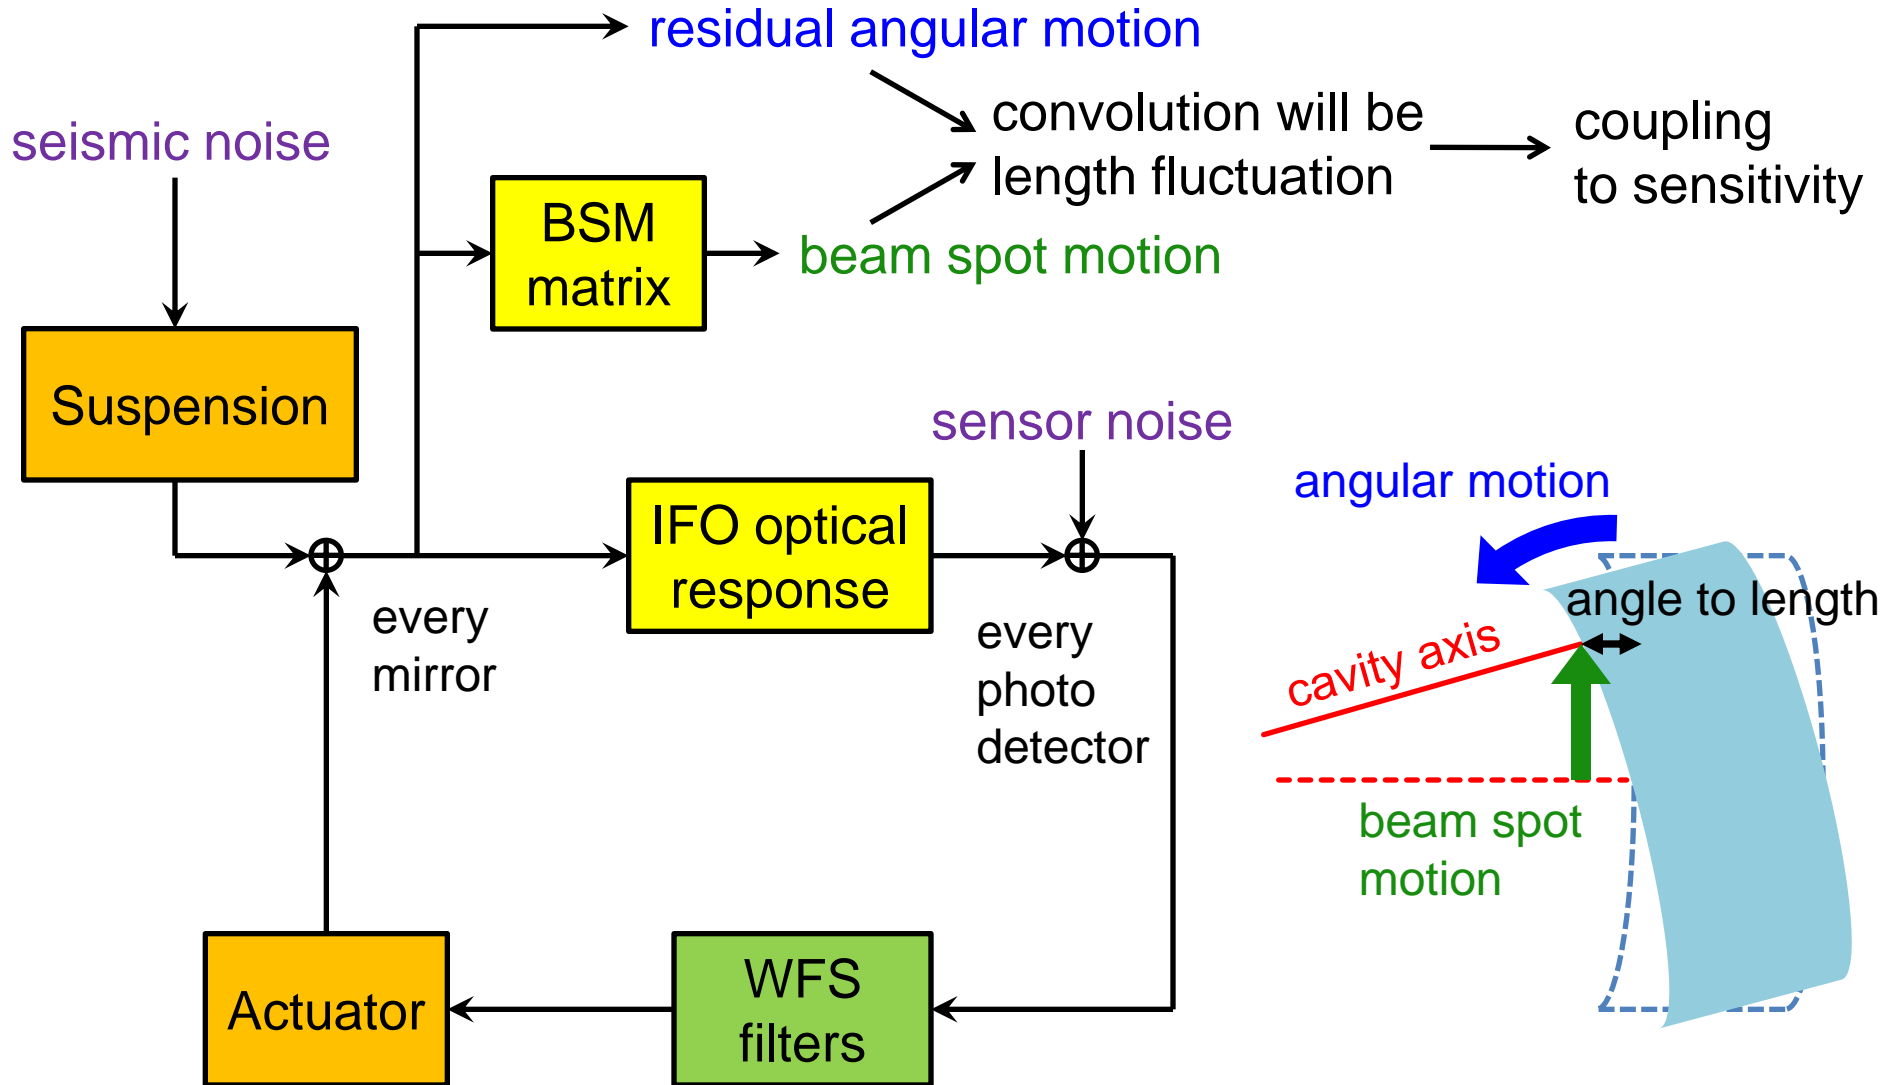 residual angular motion
seismic noise
convolution will be
length fluctuation
coupling
to sensitivity
BSM
matrix
beam spot motion
Suspension
sensor noise
IFO optical
response
every
mirror
every
photo
detector
Actuator
WFS
filters
angular motion
angle to length
cavity axis
beam spot
motion